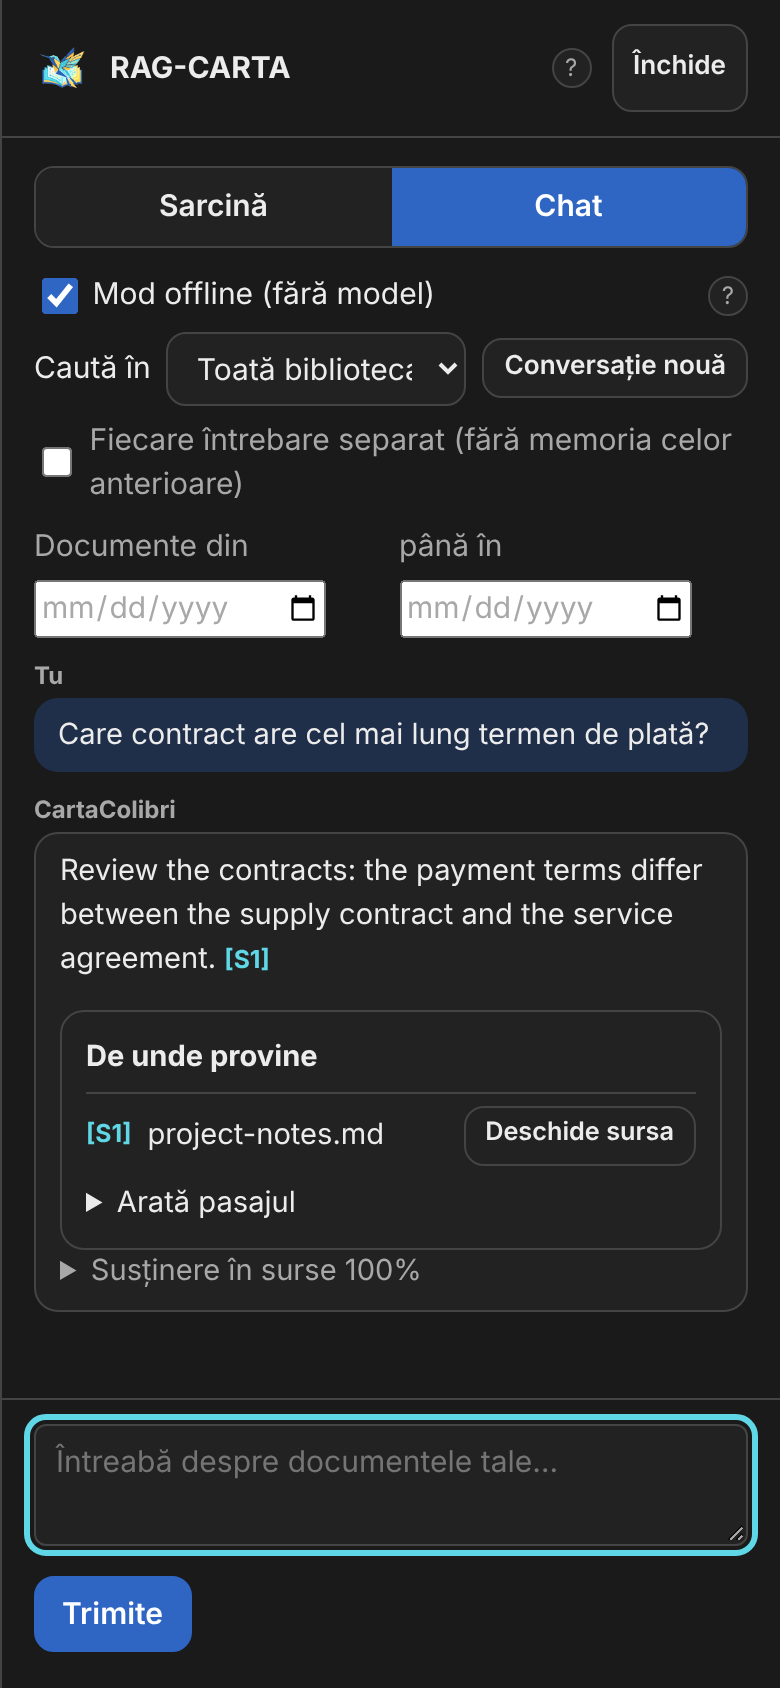 RAG-CARTA
?
Închide
Sarcină
Chat
Mod offline (fără model)
?
Caută în
Toată biblioteca
Conversație nouă
Fiecare întrebare separat (fără memoria celor
anterioare)
Documente din
până în
mm/dd/yyyy
mm/dd/yyyy
Tu
Care contract are cel mai lung termen de plată?
CartaColibri
Review the contracts: the payment terms differ
between the supply contract and the service
agreement. [S1]
De unde provine
[S1] project-notes.md
Deschide sursa
Arată pasajul
Susținere în surse 100%
Întreabă despre documentele tale...
Trimite